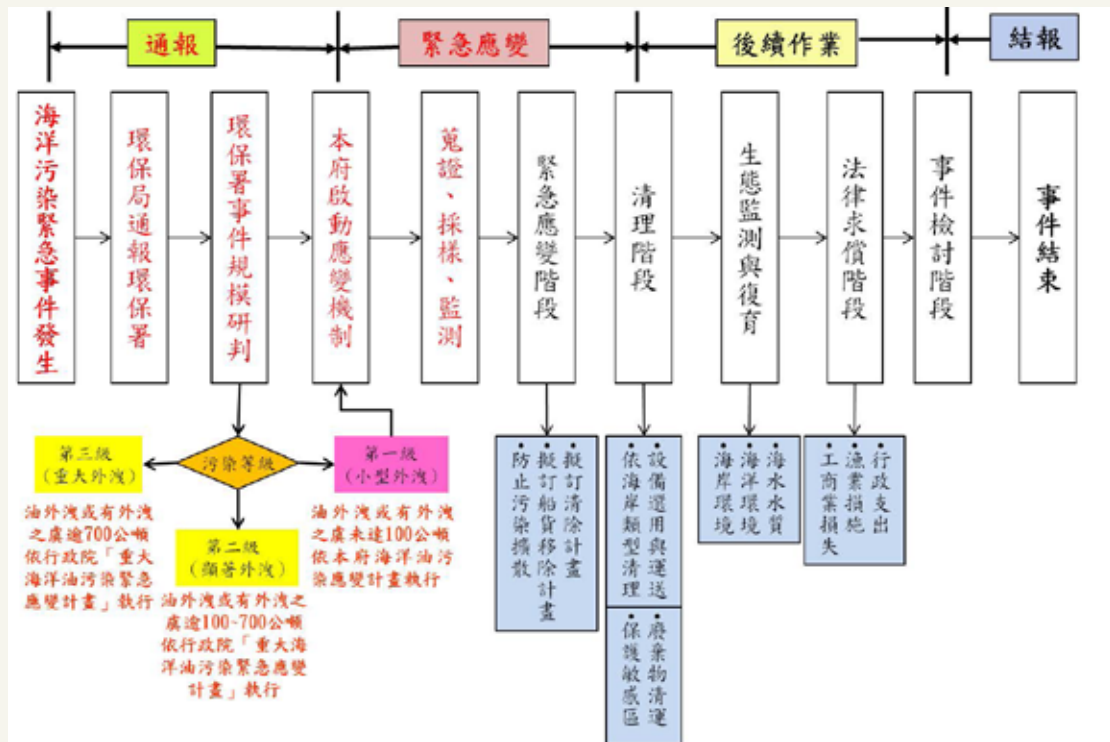 通報
緊急應變
後續作業
結報
海洋污染緊急事件發生
環保局通報環保署
環保署事件規模研判
本府啟動應變機制
蒐證、採樣、監測
緊急應變階段
清理階段
生態監測與復育
法律求償階段
事件檢討階段
事件結束
污染等級
第三級
(重大外洩)
油外洩或有外洩
之虞逾700公噸
依行政院「重大
海洋油污染緊急
應變計畫」執行
第二級
(顯著外洩)
油外洩或有外洩之
虞逾100~700公噸
依行政院「重大海
洋油污染緊急應變
計畫」執行
第一級
(小型外洩)
油外洩或有外洩
之虞未達100公噸
依本府海洋油污
染應變計畫執行
•擬訂清除計畫
•擬訂船貨移除計畫
•防止污染擴散
•設備選用與運送
•依海岸類型清理
•廢棄物清運
•保護敏感區
•海水水質
•海洋環境
•海岸環境
•行政支出
•漁業損施
•工商業損失